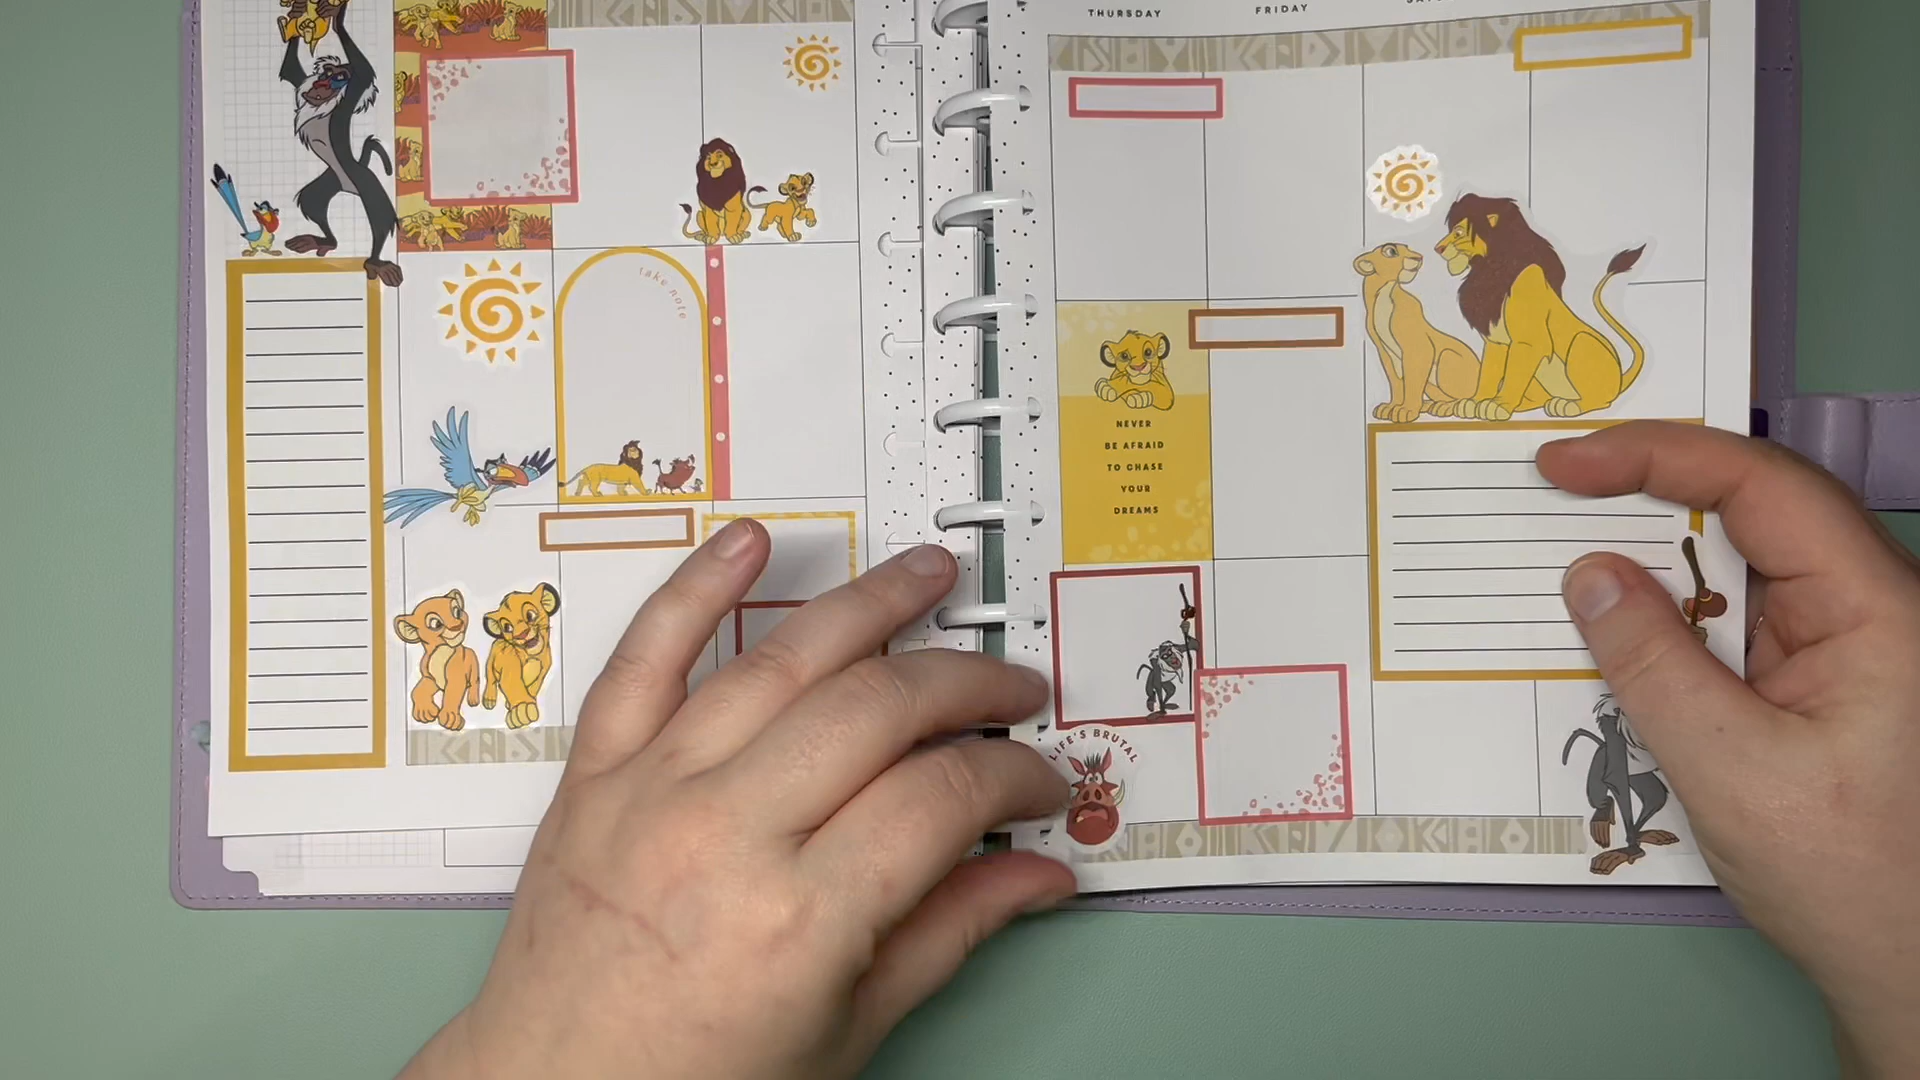 THURSDAY
FRIDAY
take note
NEVER
BE AFRAID
TO CHASE
YOUR
DREAMS
LIFE'S BRUTAL